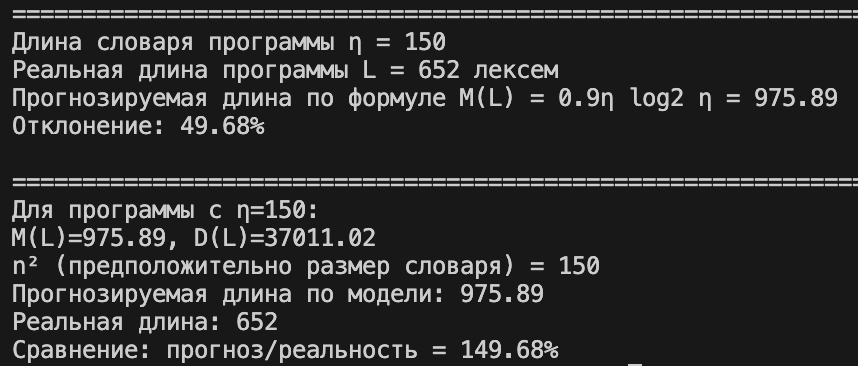 =============================================================
Длина словаря программы η = 150
Реальная длина программы L = 652 лексем
Прогнозируемая длина по формуле M(L) = 0.9η log2 η = 975.89
Отклонение: 49.68%
=============================================================
Для программы с η=150:
M(L)=975.89, D(L)=37011.02
n² (предположительно размер словаря) = 150
Прогнозируемая длина по модели: 975.89
Реальная длина: 652
Сравнение: прогноз/реальность = 149.68%